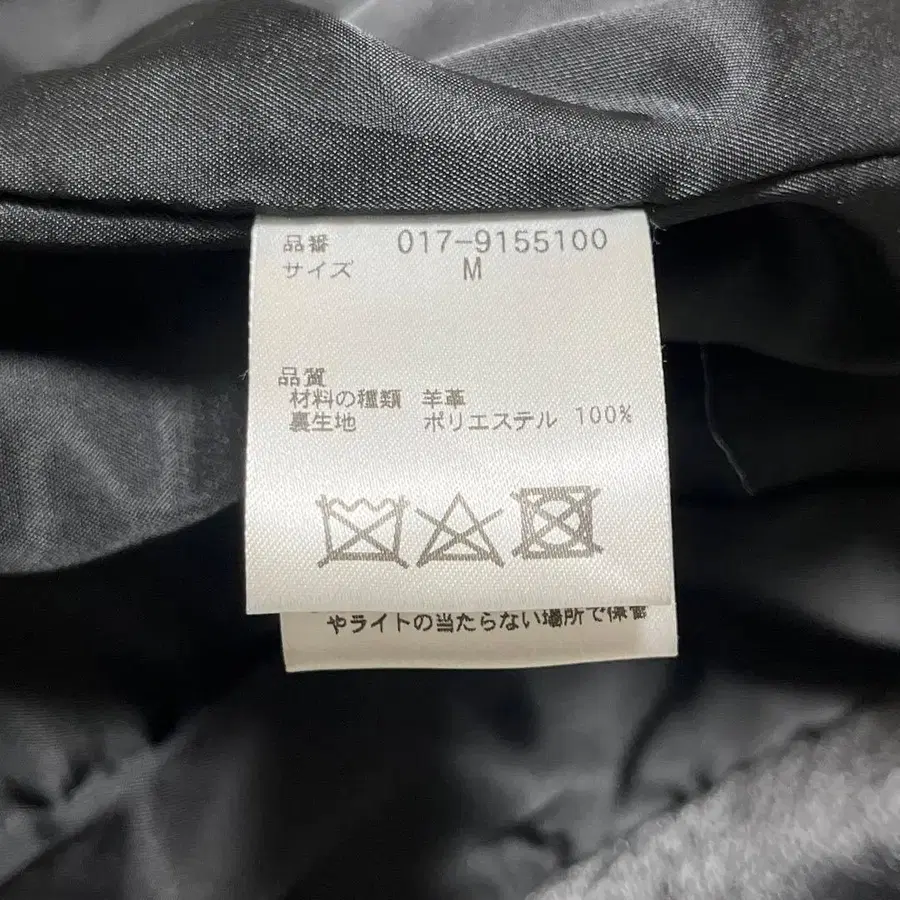 品番 017-9155100
サイズ M
品質
材料の種類 羊革
裏生地 ポリエステル 100%
やライトの当たらない場所で保管